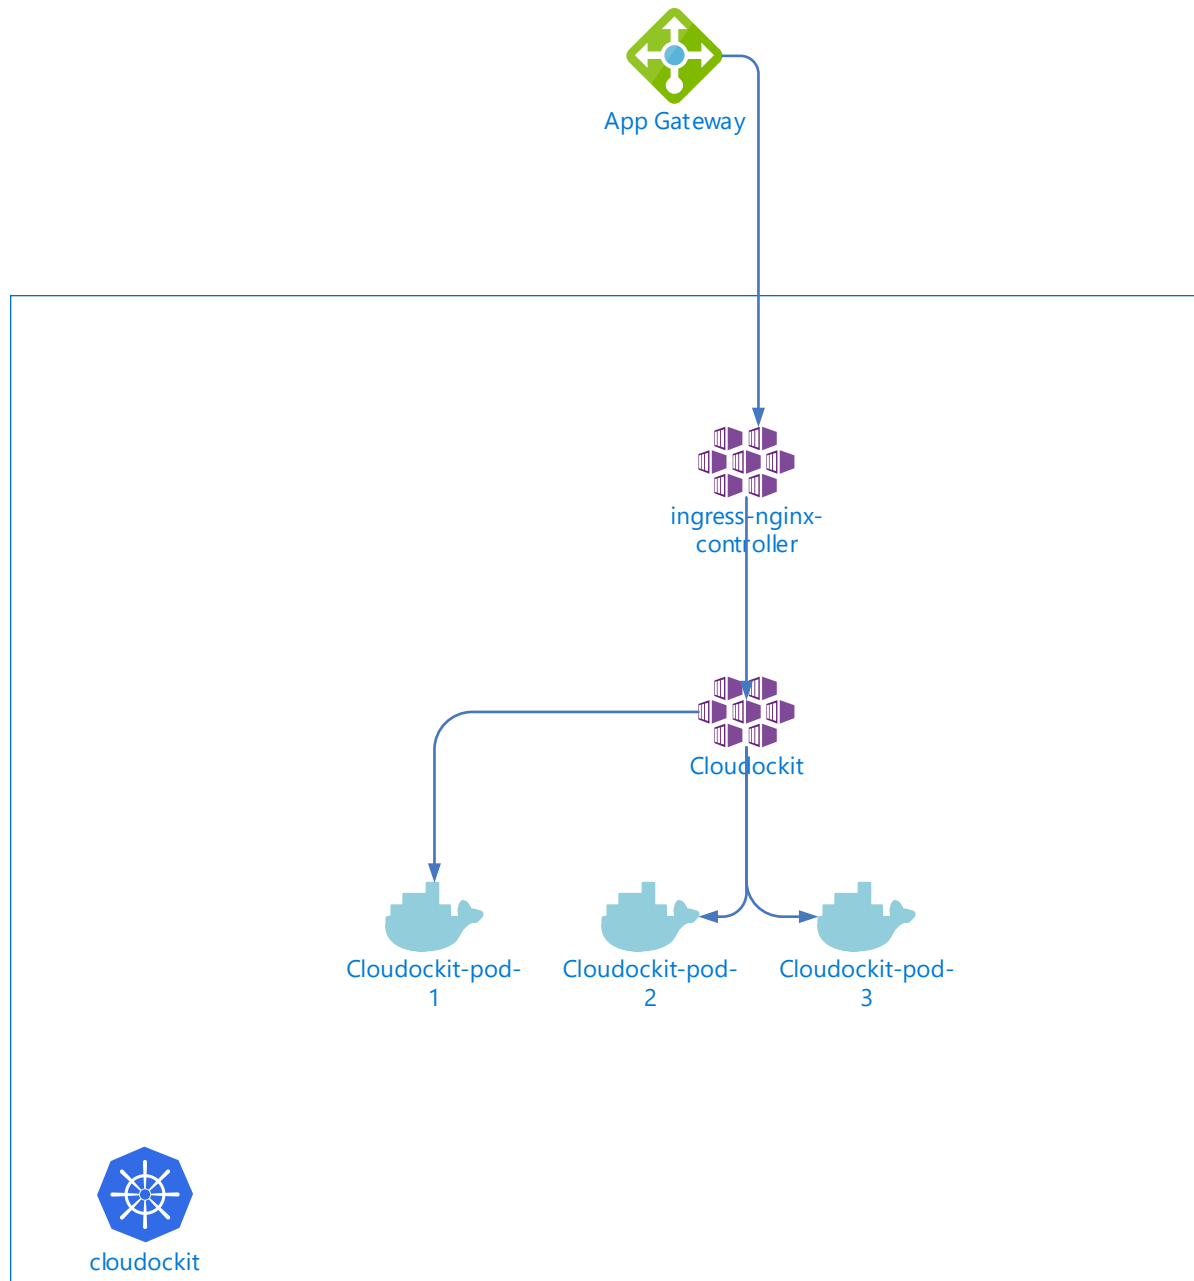 App Gateway
ingress-nginx-
controller
Cloudockit
Cloudockit-pod-
1
Cloudockit-pod-
2
Cloudockit-pod-
3
cloudockit